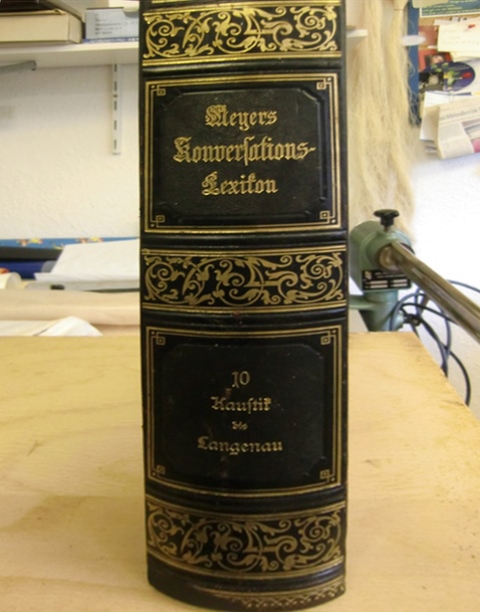 Meyers
Konversations-
Lexikon
10
Kaustik
bis
Langenau